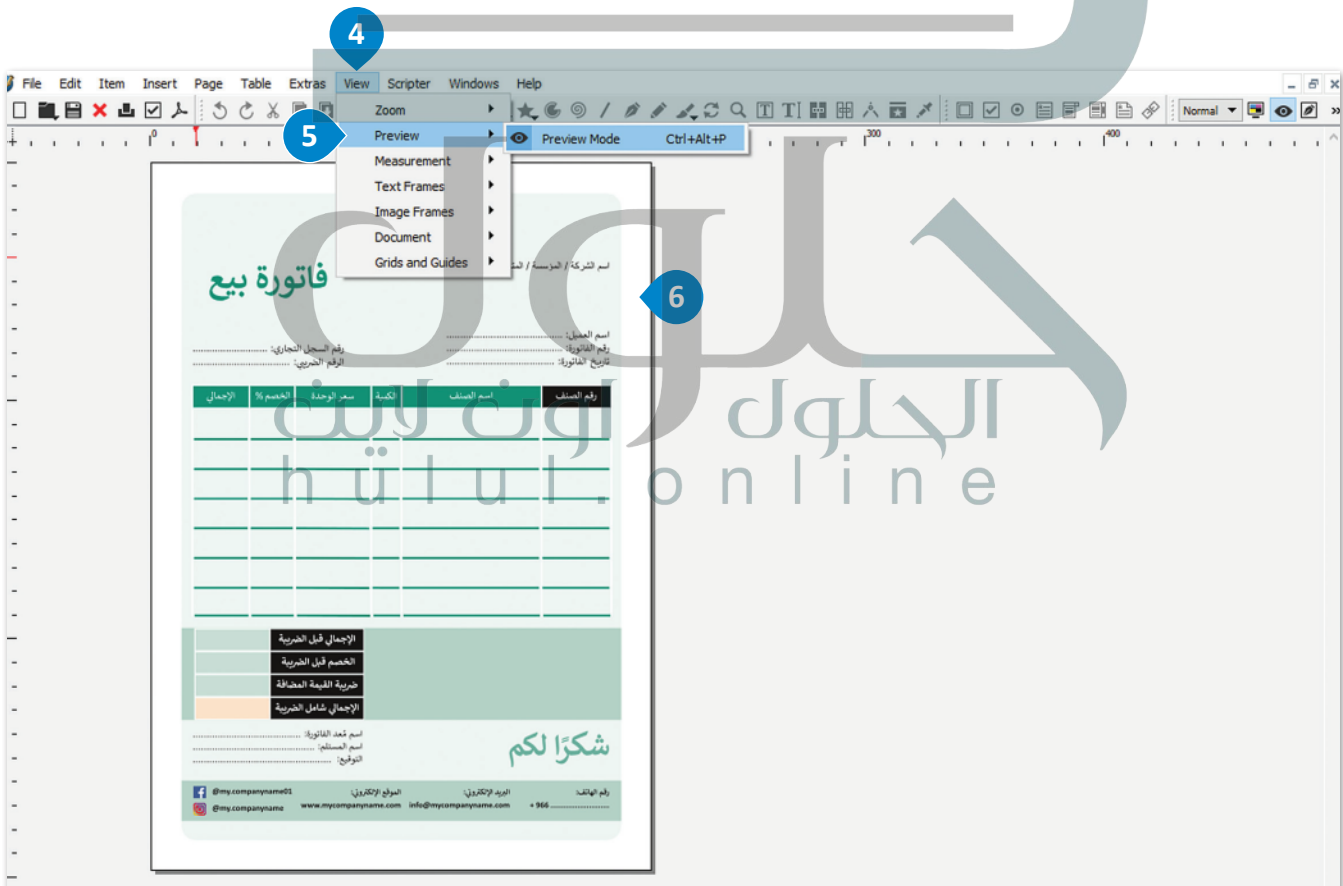 4
File Edit Item Insert Page Table Extras View Scripter Windows Help
Normal
Zoom
5
Preview
Preview Mode Ctrl+Alt+P
0
300
400
Measurement
Text Frames
Image Frames
Document
Grids and Guides
اسم الشركة / المؤسسة /
فاتورة بيع
6
اسم العميل:
رقم الفاتورة:
تاريخ الفاتورة:
رقم السجل التجاري:
الرقم الضريبي:
رقم الصنف اسم الصنف الكمية سعر الوحدة الخصم % الإجمالي
حلول
الحلول اون لاين
hulul.online
الإجمالي قبل الضريبة
الخصم قبل الضريبة
ضريبة القيمة المضافة
الإجمالي شامل الضريبة
شكرًا لكم
اسم مُعد الفاتورة:
اسم المستلم:
التوقيع:
رقم الهاتف: البريد الإلكتروني: الموقع الإلكتروني: @my.companyname01
+ 966 info@mycompanyname.com www.mycompanyname.com @my.companyname